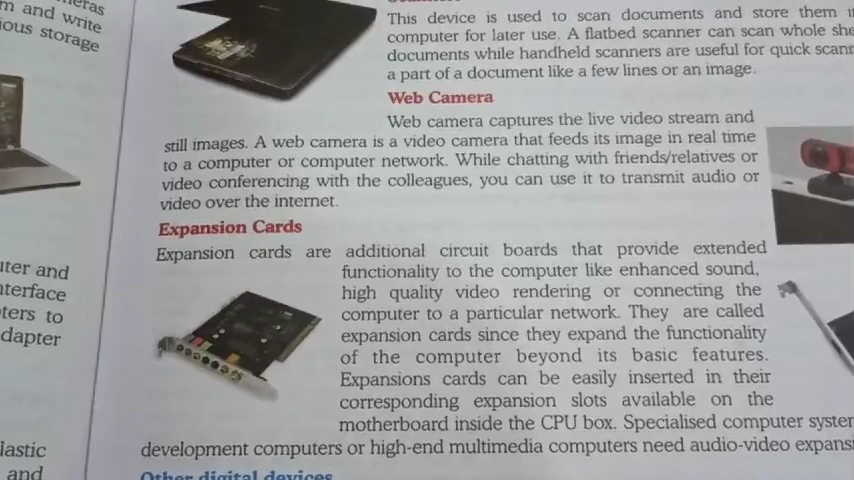 m and write
ious storage
uter and
nterface
ters to
dapter
lastic
and
This device is used to scan documents and store them
computer for later use. A flatbed scanner can scan whole
documents while handheld scanners are useful for quick
a part of a document like a few lines or an image.
Web Camera
Web camera captures the live video stream and
still images. A web camera is a video camera that feeds its image in real time
to a computer or computer network. While chatting with friends/relatives or
video conferencing with the colleagues, you can use it to transmit audio or
video over the internet.
Expansion Cards
Expansion cards are additional circuit boards that provide extended
functionality to the computer like enhanced sound,
high quality video rendering or connecting the
computer to a particular network. They are called
expansion cards since they expand the functionality
of the computer beyond its basic features.
Expansions cards can be easily inserted in their
corresponding expansion slots available on the
motherboard inside the CPU box. Specialised computer
development computers or high-end multimedia computers need audio-video
Other digital devices